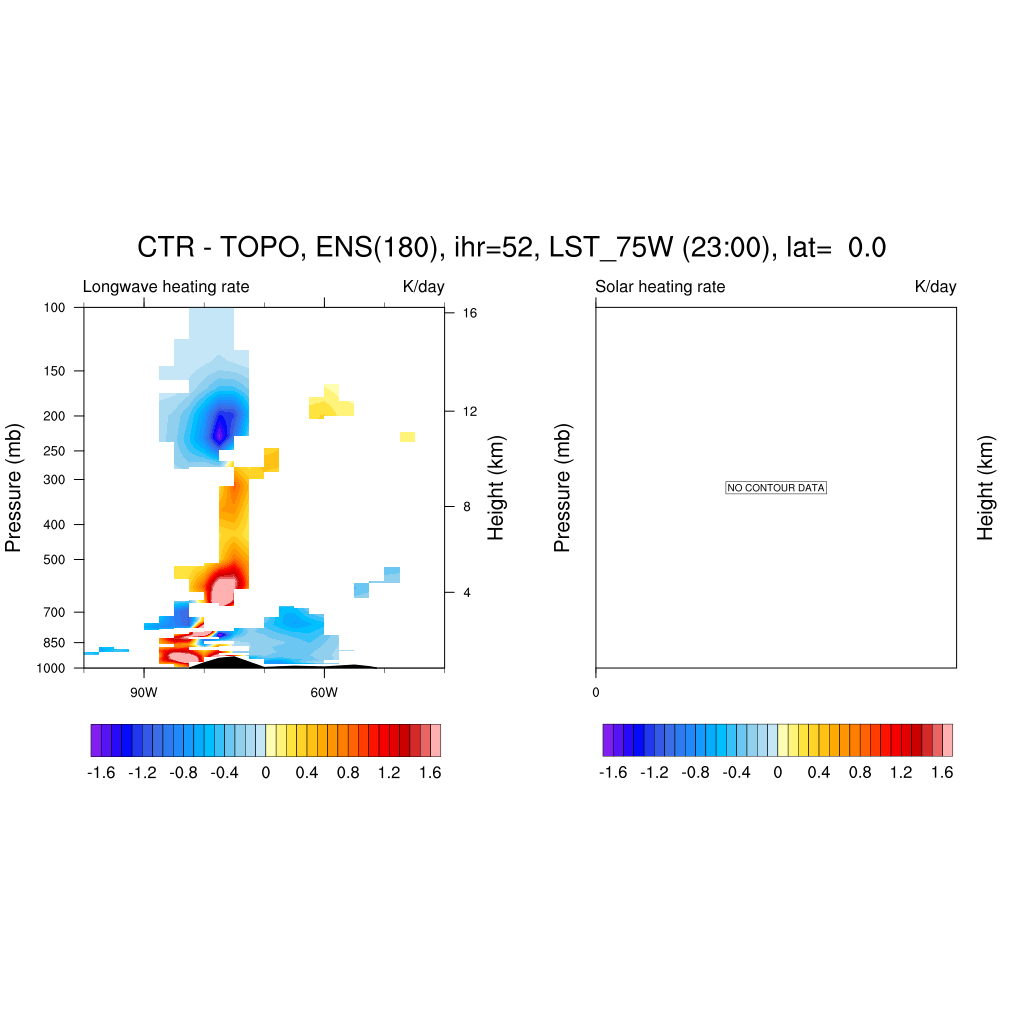 CTR - TOPO, ENS(180), ihr=52, LST_75W (23:00), lat=  0.0
Longwave heating rate K/day
100
150
200
250
300
400
500
700
850
1000
Pressure (mb)
16
12
8
4
Height (km)
90W 60W
-1.6 -1.2 -0.8 -0.4 0 0.4 0.8 1.2 1.6
Solar heating rate K/day
Pressure (mb)
NO CONTOUR DATA
Height (km)
0
-1.6 -1.2 -0.8 -0.4 0 0.4 0.8 1.2 1.6